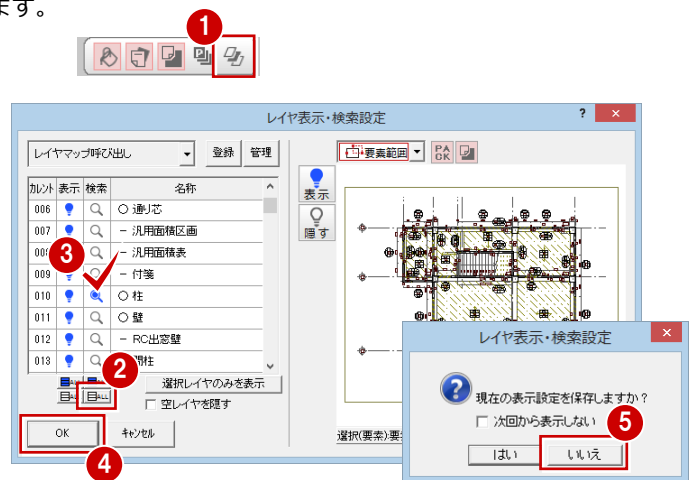 ます。
1
レイヤ表示・検索設定 ? ×
レイヤマップ呼び出し 登録 管理
要素範囲 PACK
カレント 表示 検索 名称
表示
隠す
006 ○ 通り芯
007 － 汎用面積区画
008 － 汎用面積表
3
009 － 付箋
010 ○ 柱
011 ○ 壁
012 － RC出窓壁
013 間柱
2
ALL
選択レイヤのみを表示
空レイヤを隠す
OK キャンセル
4
選択(要素):要
レイヤ表示・検索設定 ×
現在の表示設定を保存しますか？
次回から表示しない
5
はい いいえ